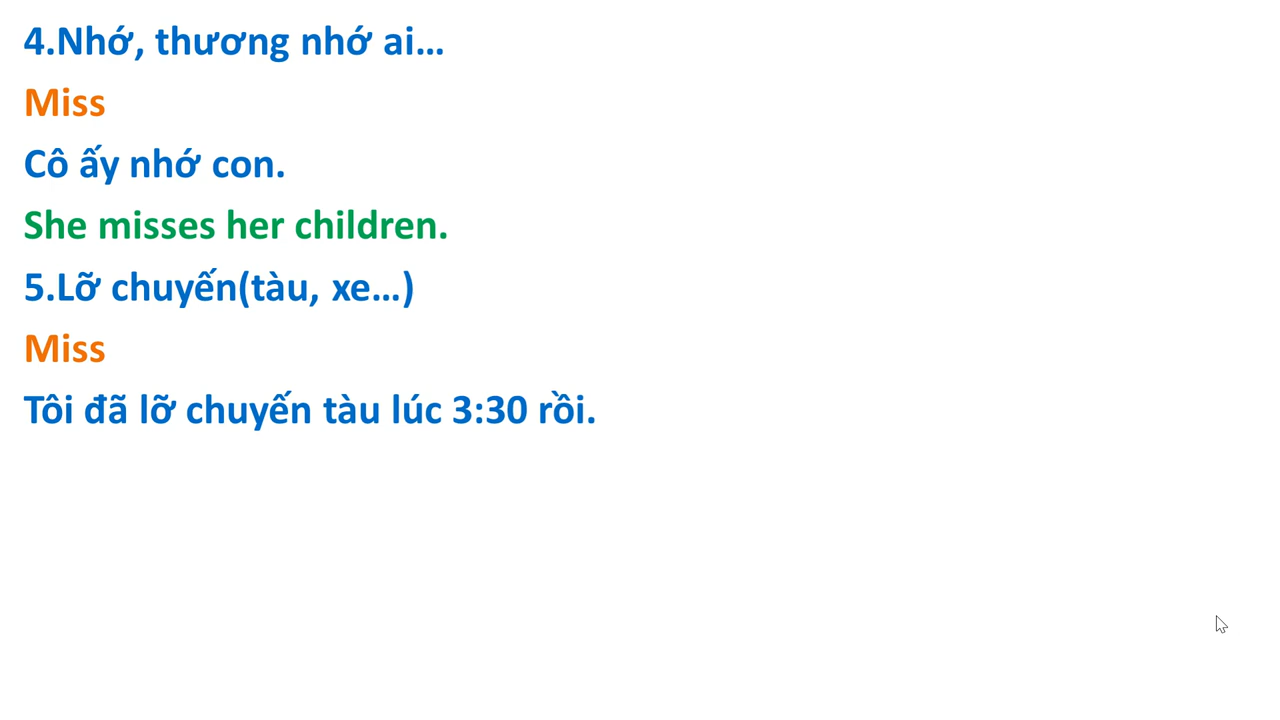 4.Nhớ, thương nhớ ai...
Miss
Cô ấy nhớ con.
She misses her children.
5.Lỡ chuyến(tàu, xe...)
Miss
Tôi đã lỡ chuyến tàu lúc 3:30 rồi.